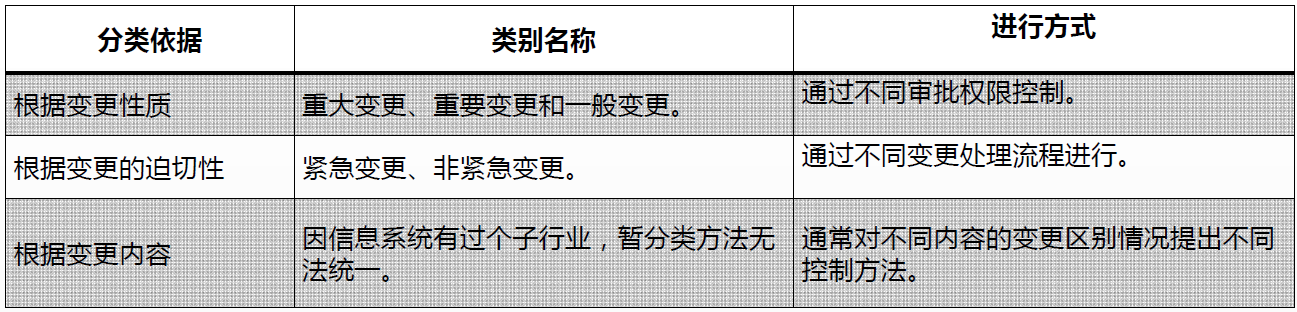 分类依据
类别名称
进行方式
根据变更性质
重大变更、重要变更和一般变更。
通过不同审批权限控制。
根据变更的迫切性
紧急变更、非紧急变更。
通过不同变更处理流程进行。
根据变更内容
因信息系统有过个子行业，暂分类方法无
法统一。
通常对不同内容的变更区别情况提出不同
控制方法。